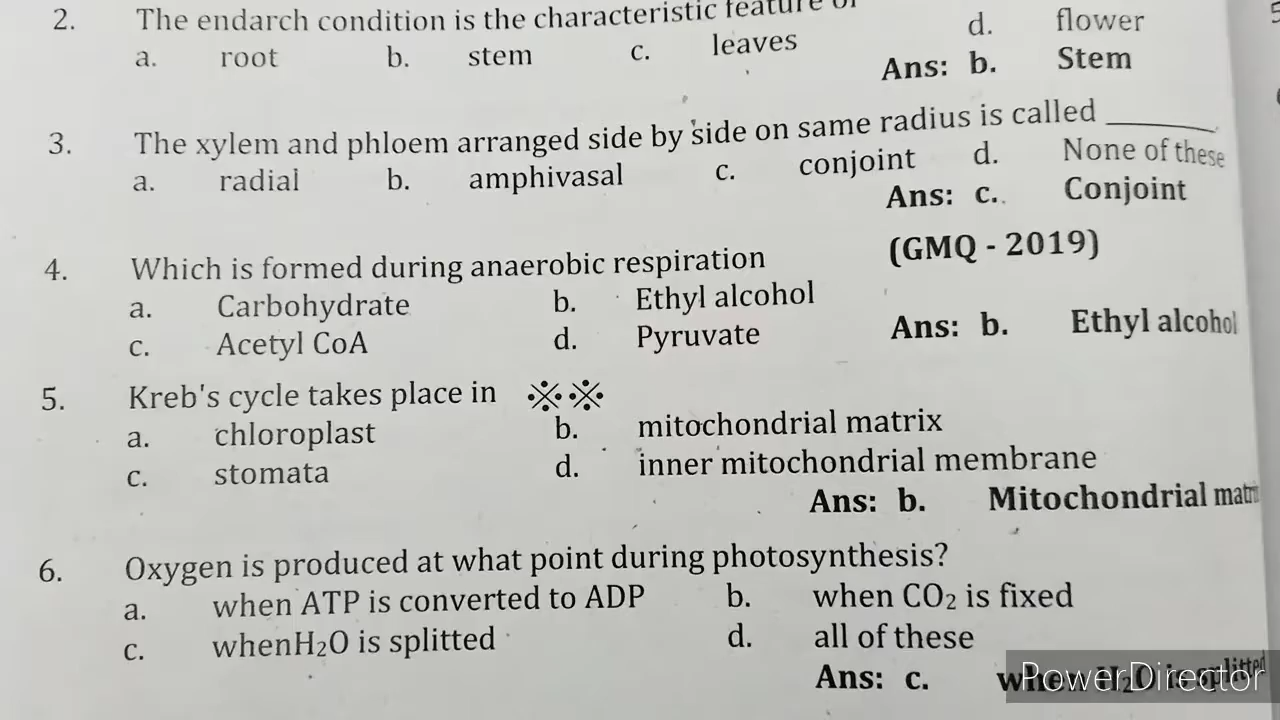 2. The endarch condition is the characteristic feature of
a. root b. stem c. leaves d. flower
Ans: b. Stem
3. The xylem and phloem arranged side by side on same radius is called ________.
a. radial b. amphivasal c. conjoint d. None of these
Ans: c. Conjoint
4. Which is formed during anaerobic respiration (GMQ - 2019)
a. Carbohydrate b. Ethyl alcohol
c. Acetyl CoA d. Pyruvate Ans: b. Ethyl alcohol
5. Kreb's cycle takes place in ※※
a. chloroplast b. mitochondrial matrix
c. stomata d. inner mitochondrial membrane
Ans: b. Mitochondrial matri
6. Oxygen is produced at what point during photosynthesis?
a. when ATP is converted to ADP b. when CO2 is fixed
c. whenH2O is splitted d. all of these
Ans: c. when H2O is splitted
PowerDirector